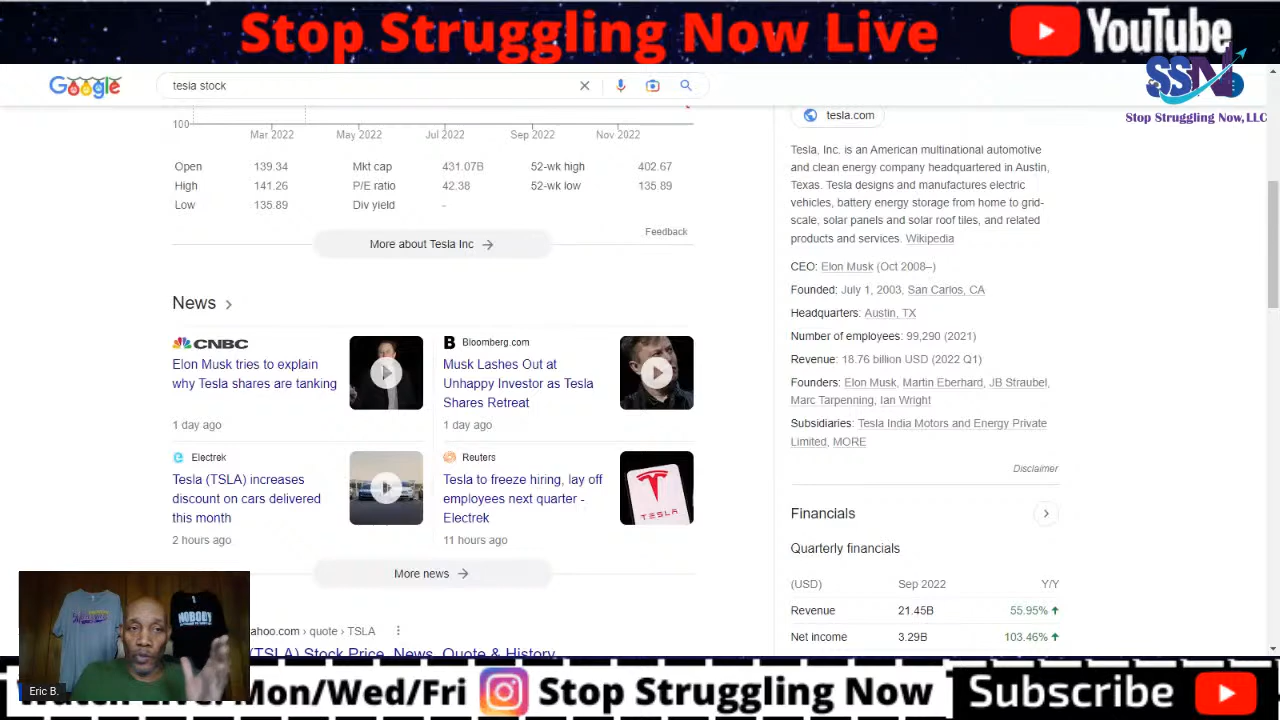 Stop Struggling Now Live
YouTube
SSN
Stop Struggling Now, LLC
Google
tesla stock
100
Mar 2022 May 2022 Jul 2022 Sep 2022 Nov 2022
Open 139.34 Mkt cap 431.07B 52-wk high 402.67
High 141.26 P/E ratio 42.38 52-wk low 135.89
Low 135.89 Div yield -
Feedback
More about Tesla Inc →
News >
CNBC
Elon Musk tries to explain
why Tesla shares are tanking
1 day ago
B Bloomberg.com
Musk Lashes Out at
Unhappy Investor as Tesla
Shares Retreat
1 day ago
Electrek
Tesla (TSLA) increases
discount on cars delivered
this month
2 hours ago
Reuters
Tesla to freeze hiring, lay off
employees next quarter -
Electrek
11 hours ago
TESLA
More news →
ahoo.com › quote › TSLA
(TSLA) Stock Price, News, Quote & History
tesla.com
Tesla, Inc. is an American multinational automotive
and clean energy company headquartered in Austin,
Texas. Tesla designs and manufactures electric
vehicles, battery energy storage from home to grid-
scale, solar panels and solar roof tiles, and related
products and services. Wikipedia
CEO: Elon Musk (Oct 2008–)
Founded: July 1, 2003, San Carlos, CA
Headquarters: Austin, TX
Number of employees: 99,290 (2021)
Revenue: 18.76 billion USD (2022 Q1)
Founders: Elon Musk, Martin Eberhard, JB Straubel,
Marc Tarpenning, Ian Wright
Subsidiaries: Tesla India Motors and Energy Private
Limited, MORE
Disclaimer
Financials
Quarterly financials
(USD) Sep 2022 Y/Y
Revenue 21.45B 55.95% ↑
Net income 3.29B 103.46% ↑
NOBODY
Eric B.
Mon/Wed/Fri
Stop Struggling Now
Subscribe